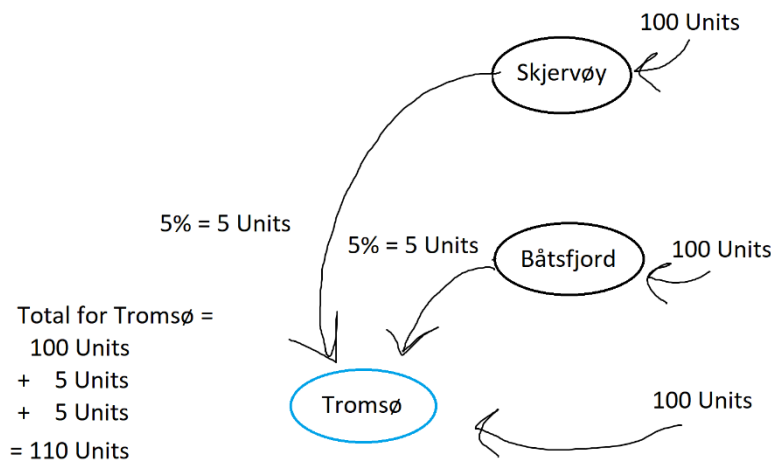 100 Units
Skjervøy
5% = 5 Units
5% = 5 Units
Båtsfjord
100 Units
Total for Tromsø =
100 Units
+ 5 Units
+ 5 Units
= 110 Units
Tromsø
100 Units